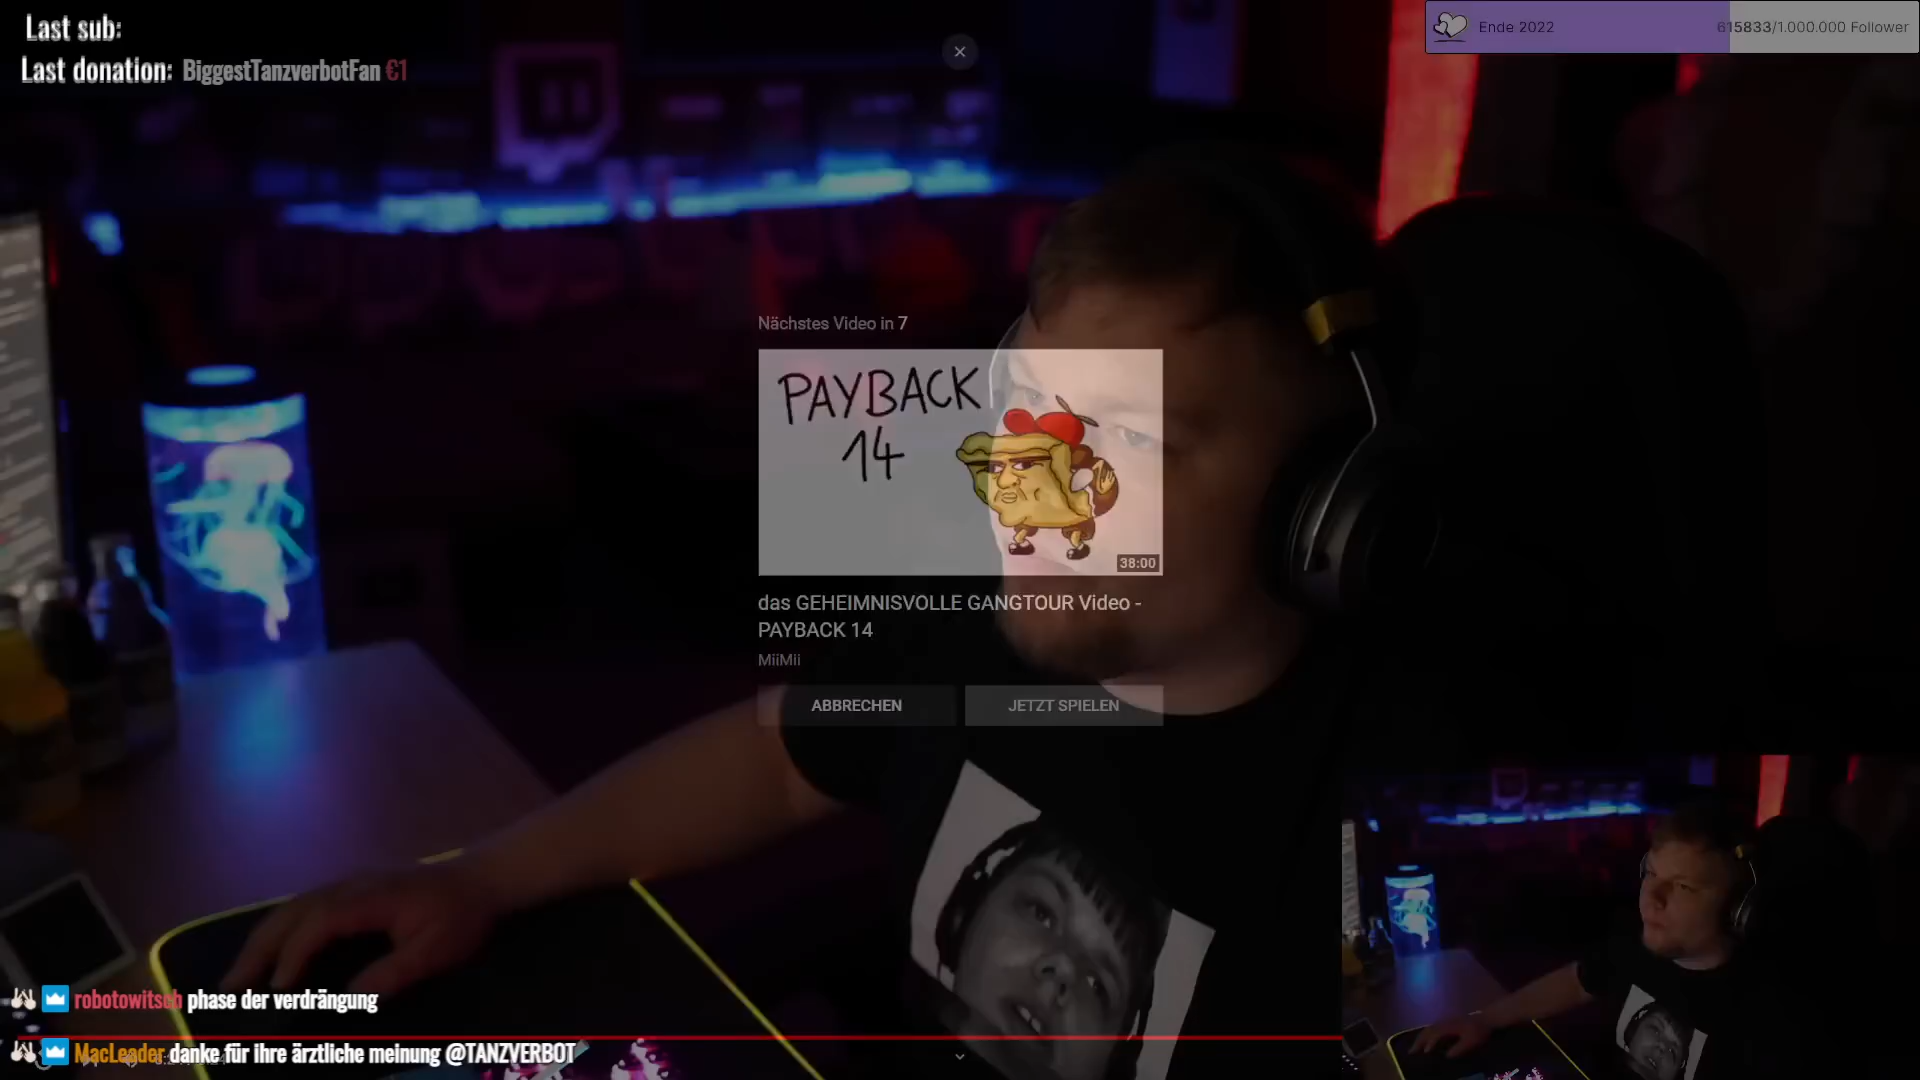 Last sub:
Last donation: BiggestTanzverbotFan €1
Ende 2022
615833/1.000.000 Follower
Nächstes Video in 7
PAYBACK
14
38:00
das GEHEIMNISVOLLE GANGTOUR Video -
PAYBACK 14
MiiMii
ABBRECHEN
JETZT SPIELEN
robotowitsch phase der verdrängung
MacLeader danke für ihre ärztliche meinung @TANZVERBOT